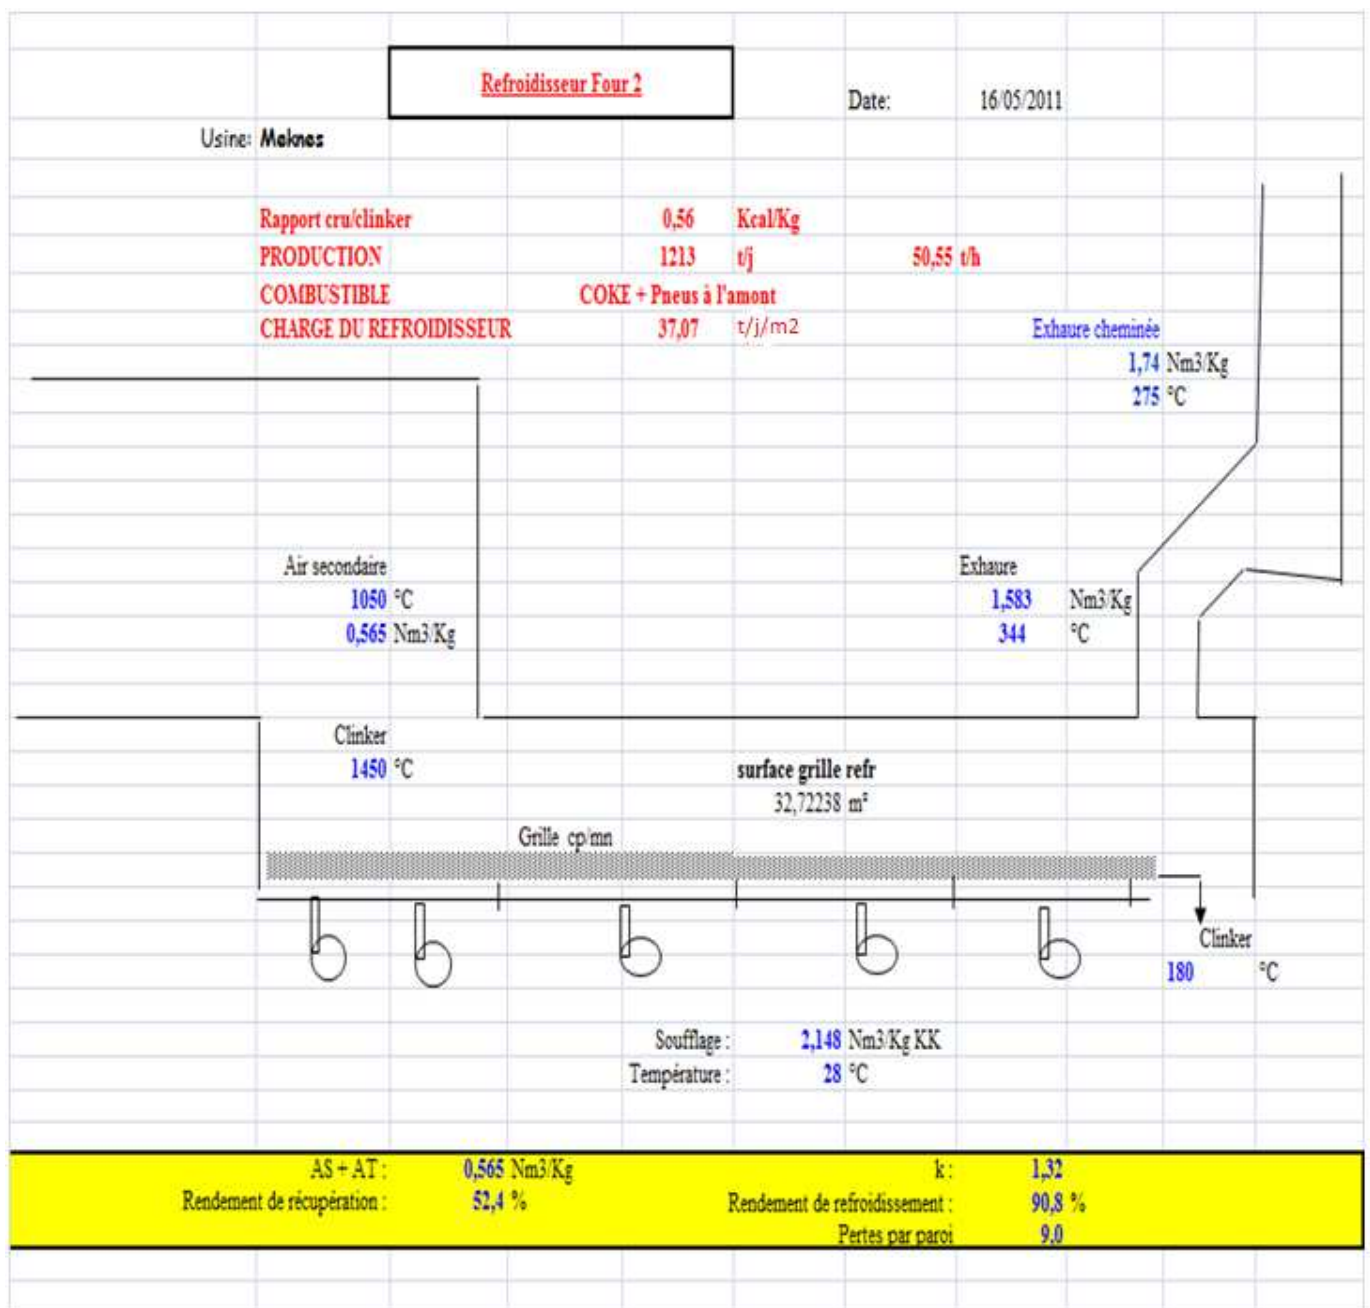 Refroidisseur Four 2
Date: 16/05/2011
Usine: Meknes
Rapport cru/clinker 0,56 Kcal/Kg
PRODUCTION 1213 t/j 50,55 t/h
COMBUSTIBLE COKE + Pneus à l'amont
CHARGE DU REFROIDISSEUR 37,07 t/j/m2
Exhaure cheminée
1,74 Nm3/Kg
275 °C
Air secondaire Exhaure
1050 °C 1,583 Nm3/Kg
0,565 Nm3/Kg 344 °C
Clinker
1450 °C surface grille refr
32,72238 m²
Grille cp/mn
Clinker
180 °C
Soufflage : 2,148 Nm3/Kg KK
Température : 28 °C
AS + AT : 0,565 Nm3/Kg k : 1,32
Rendement de récupération : 52,4 % Rendement de refroidissement : 90,8 %
Pertes par paroi 9,0